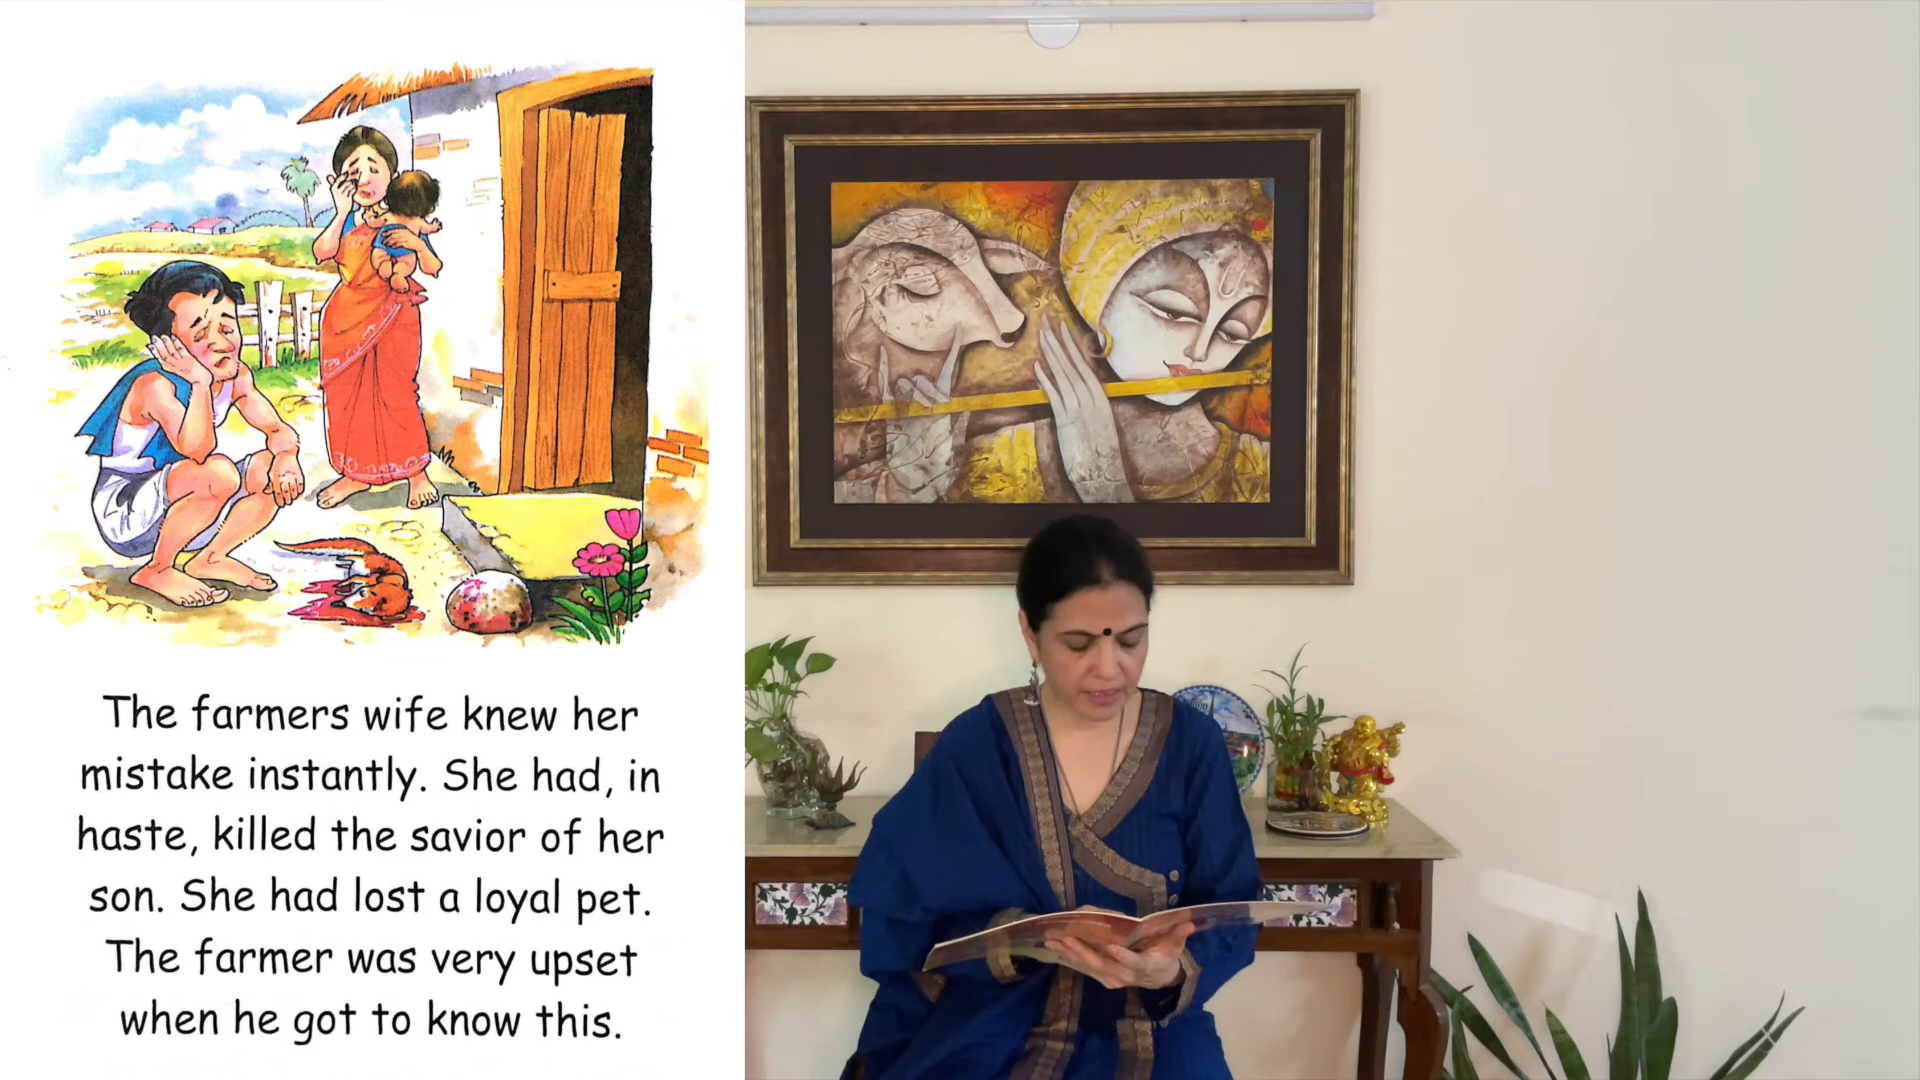 The farmers wife knew her
mistake instantly. She had, in
haste, killed the savior of her
son. She had lost a loyal pet.
The farmer was very upset
when he got to know this.